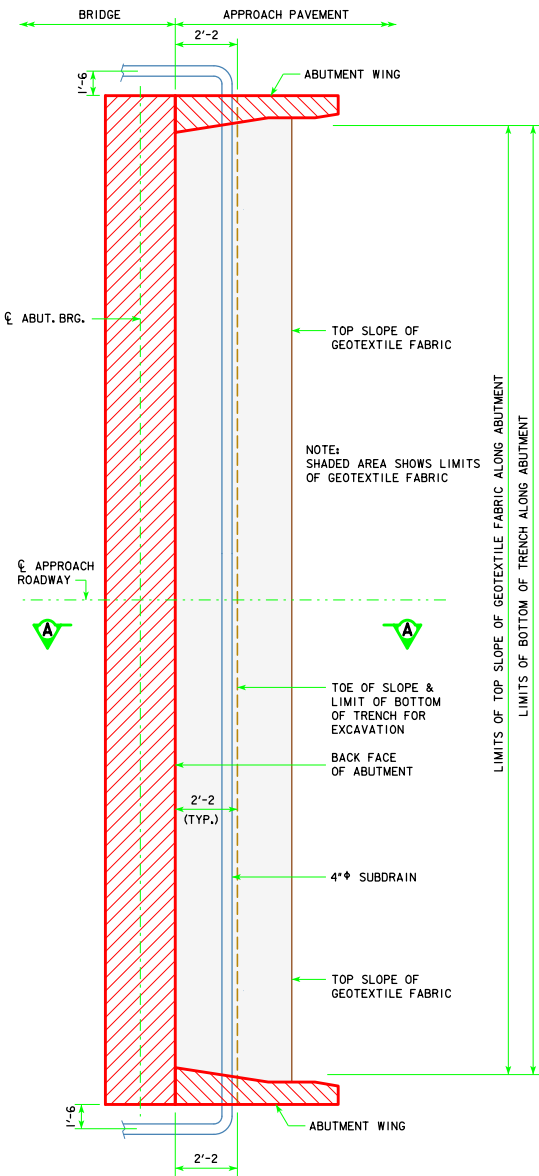 BRIDGE
APPROACH PAVEMENT
2'-2
1'-6
ABUTMENT WING
℄ ABUT. BRG.
TOP SLOPE OF
GEOTEXTILE FABRIC
NOTE:
SHADED AREA SHOWS LIMITS
OF GEOTEXTILE FABRIC
℄ APPROACH
ROADWAY
A
A
TOE OF SLOPE &
LIMIT OF BOTTOM
OF TRENCH FOR
EXCAVATION
BACK FACE
OF ABUTMENT
2'-2
(TYP.)
4"ϕ SUBDRAIN
TOP SLOPE OF
GEOTEXTILE FABRIC
LIMITS OF TOP SLOPE OF GEOTEXTILE FABRIC ALONG ABUTMENT
LIMITS OF BOTTOM OF TRENCH ALONG ABUTMENT
1'-6
ABUTMENT WING
2'-2